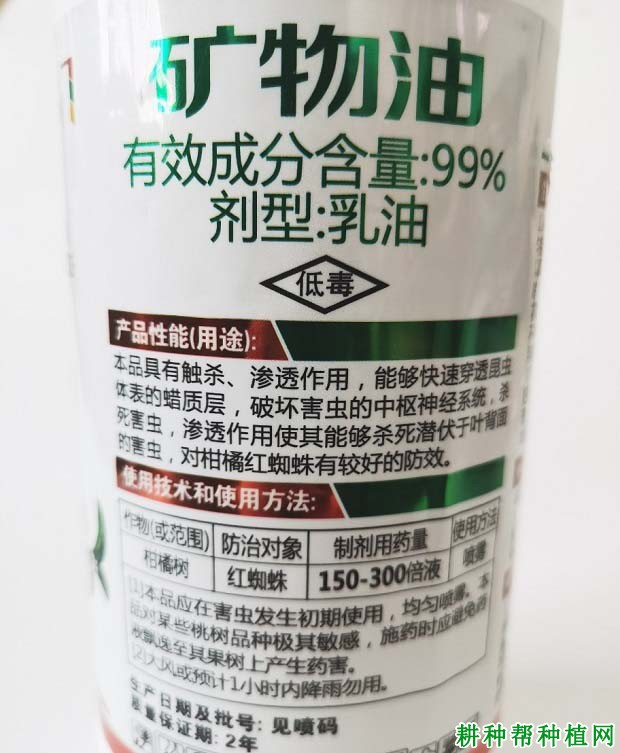 矿物油
有效成分含量:99%
剂型:乳油
低毒
产品性能(用途):
本品具有触杀、渗透作用，能够快速穿透昆虫
体表的蜡质层，破坏害虫的中枢神经系统，杀
死害虫，渗透作用使其能够杀死潜伏于叶背面
的害虫，对柑橘红蜘蛛有较好的防效。
使用技术和使用方法:
作物(或范围) 防治对象 制剂用药量 使用方法
柑橘树 红蜘蛛 150-300倍液 喷雾
(1)本品应在害虫发生初期使用，均匀喷雾。本
品对某些桃树品种极其敏感，施药时应避免药
液飘逸至其果树上产生药害。
(2)大风或预计1小时内降雨勿用。
生产日期及批号: 见喷码
质量保证期: 2年
耕种帮种植网